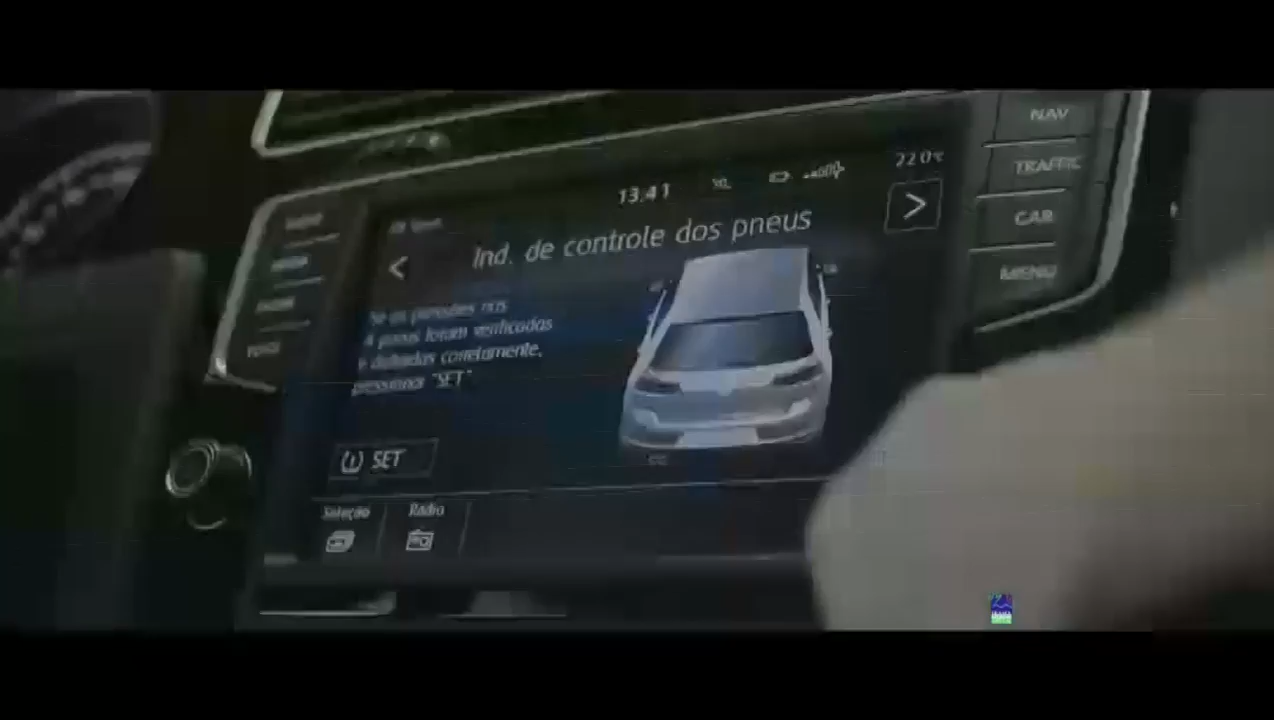 NAV
TRAFFIC
CAR
MENU
13:41
22.0°C
Ind. de controle dos pneus
Se as pressões nos
4 pneus foram verificadas
e definidas corretamente,
pressionar "SET"
SET
Seleção
Rádio